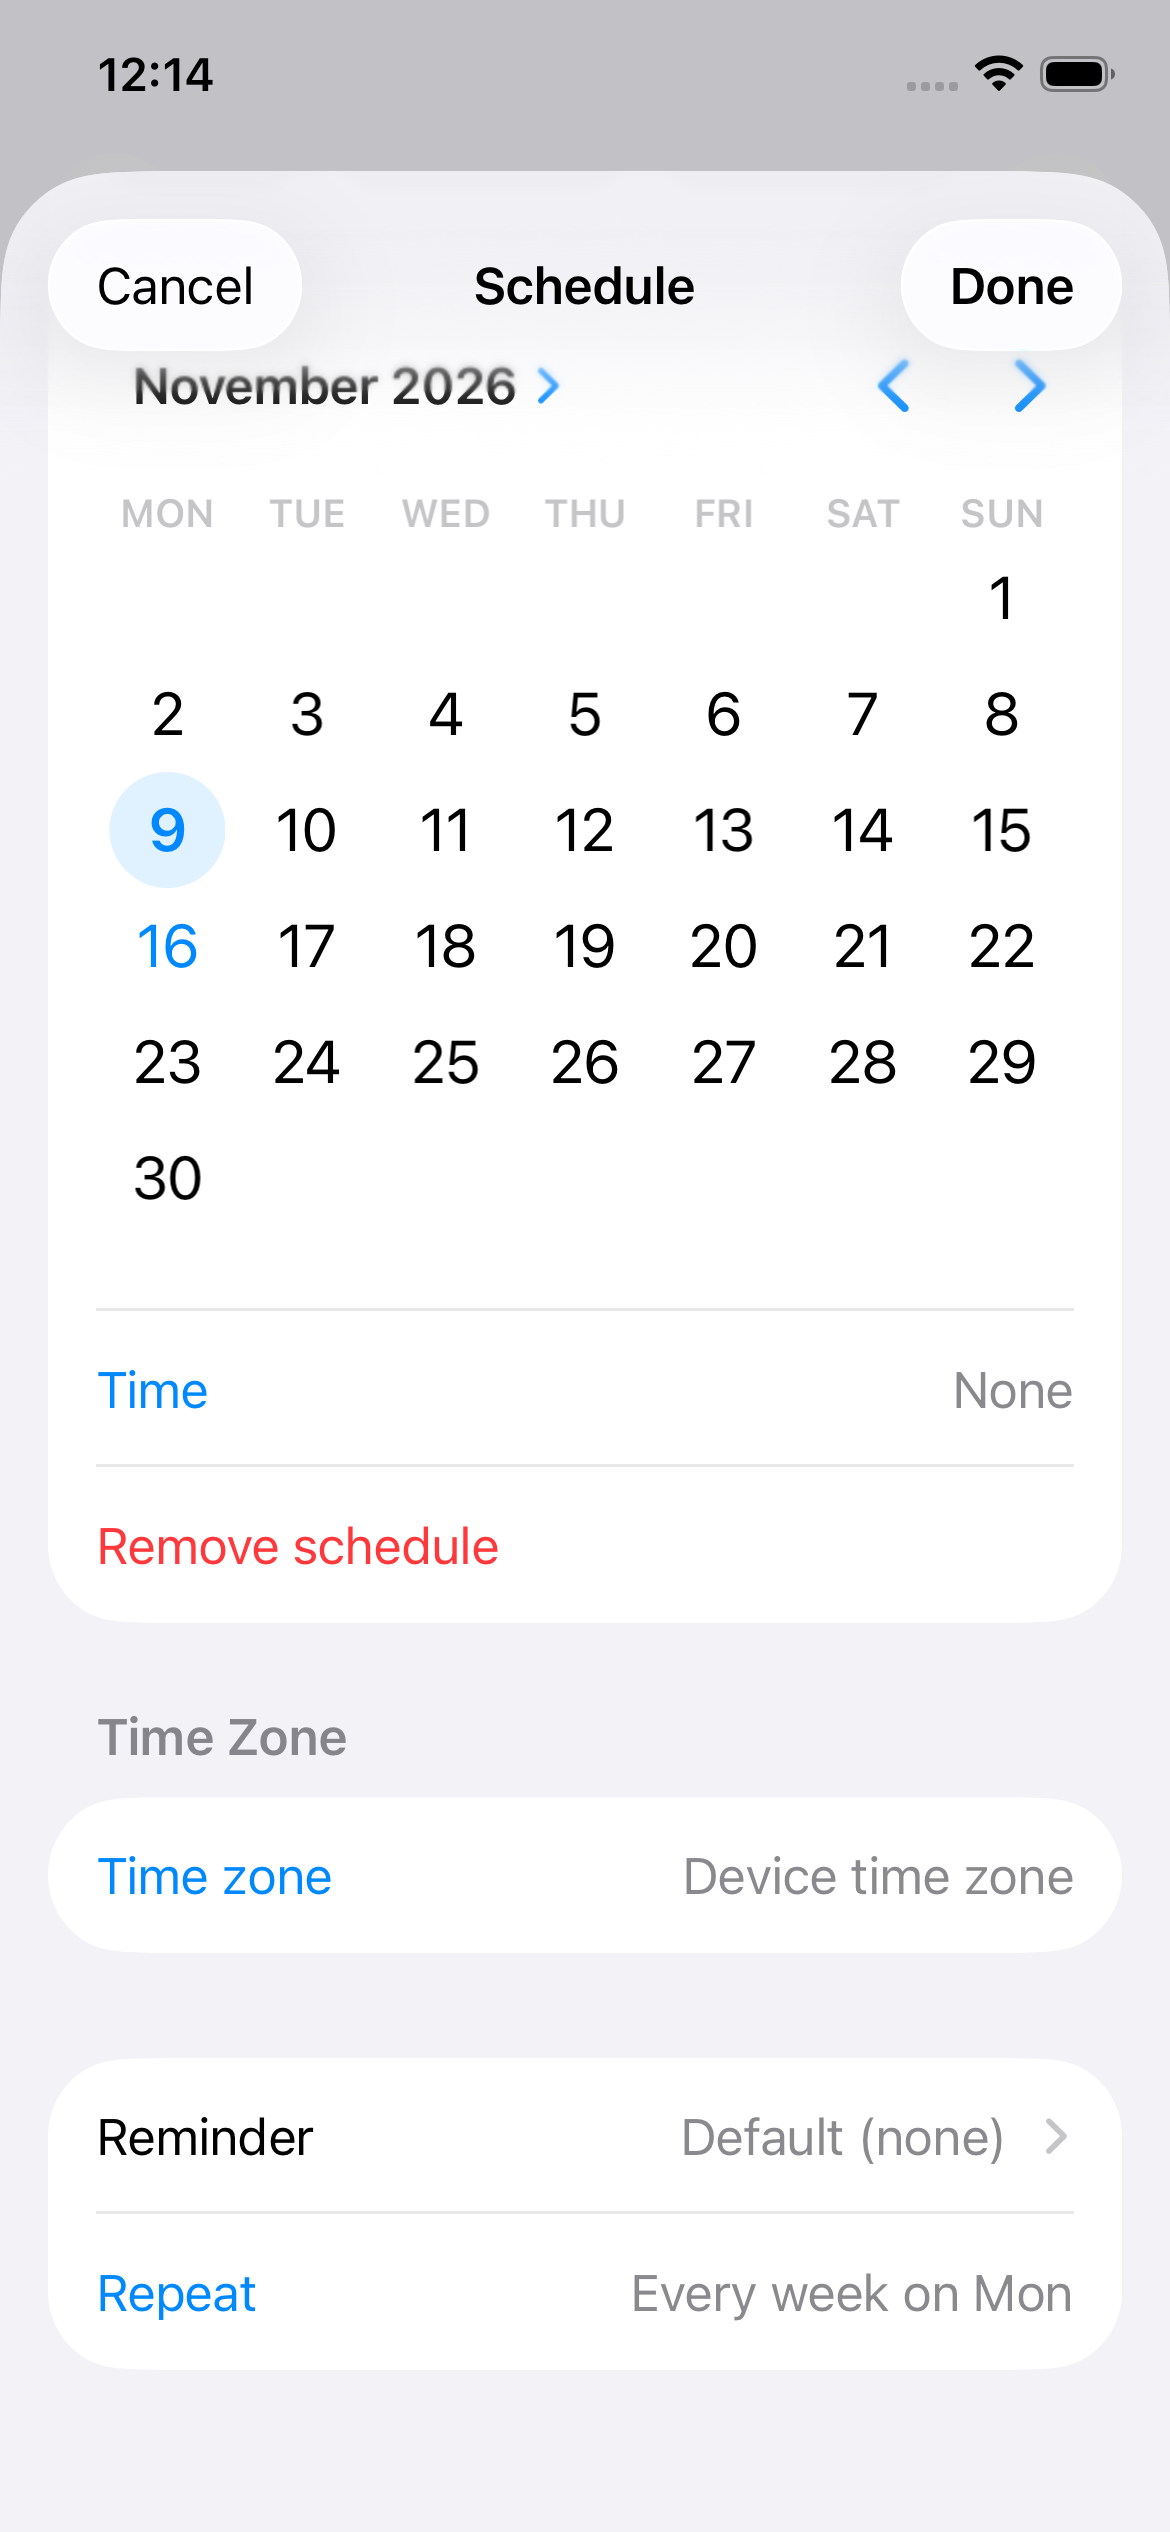 12:14
Cancel Schedule Done
November 2026
MON TUE WED THU FRI SAT SUN
1
2 3 4 5 6 7 8
9 10 11 12 13 14 15
16 17 18 19 20 21 22
23 24 25 26 27 28 29
30
Time None
Remove schedule
Time Zone
Time zone Device time zone
Reminder Default (none)
Repeat Every week on Mon